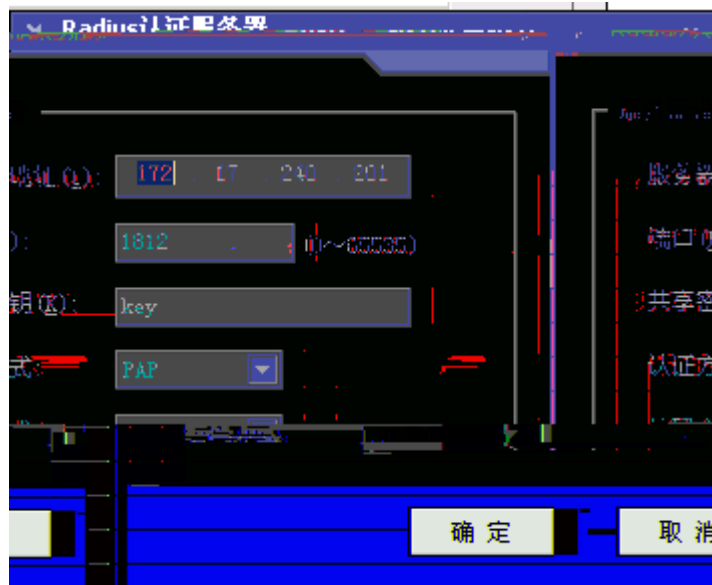 Radius认证服务器
地址(Q):
172 . 17 . 240 . 201
服务器
):
1812
(0～65535)
端口(
钥(K):
key
共享密
式:
PAP
认证方
确 定
取 消